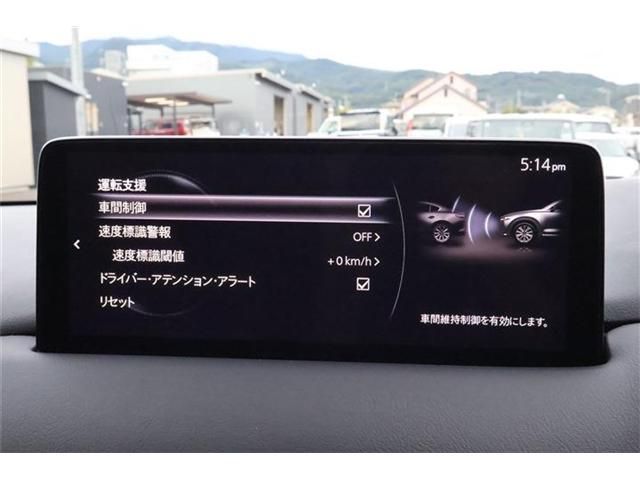 5:14pm
運転支援
車間制御
速度標識警報 OFF
速度標識閾値 +0km/h
ドライバー・アテンション・アラート
リセット
車間維持制御を有効にします。